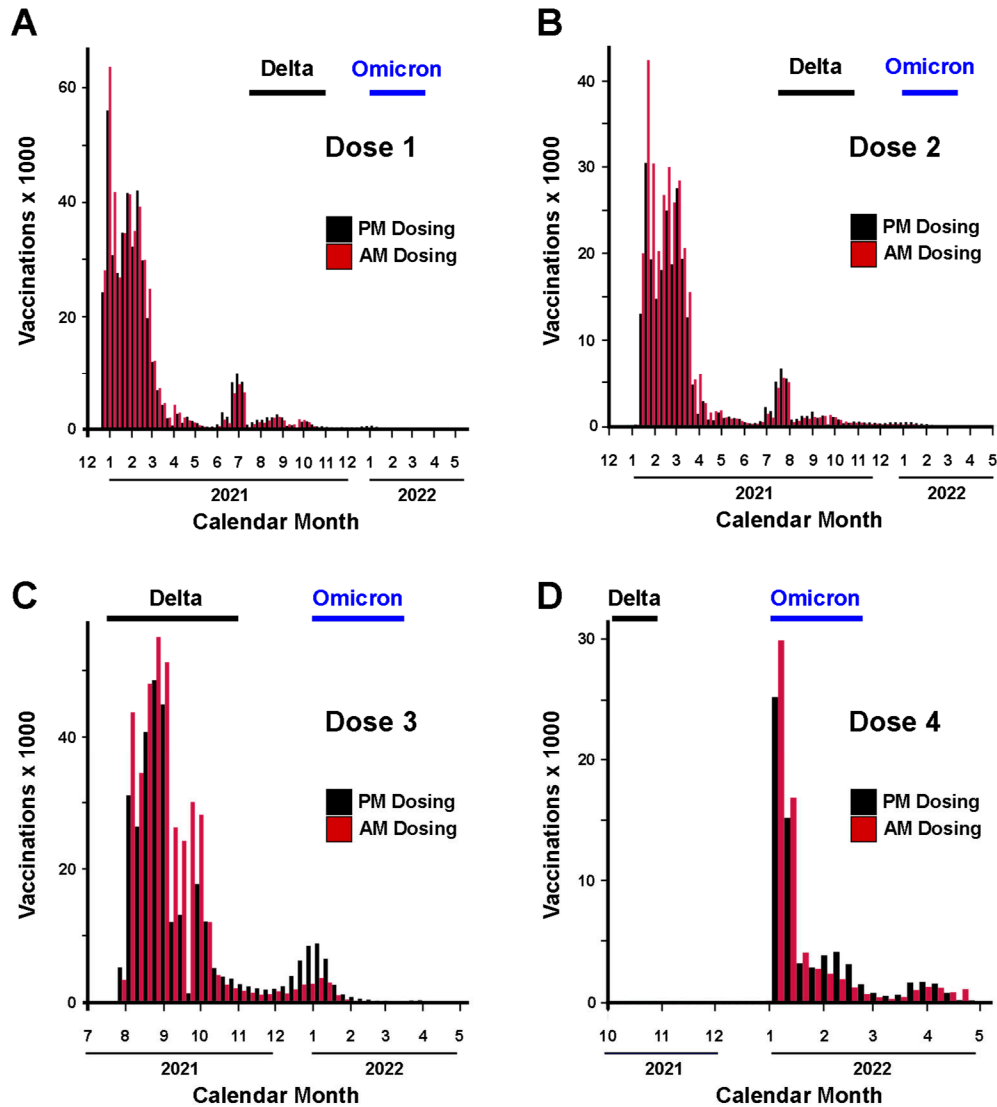 A
Delta
Omicron
Dose 1
PM Dosing
AM Dosing
Vaccinations x 1000
60
40
20
0
12 1 2 3 4 5 6 7 8 9 10 11 12 1 2 3 4 5
2021
2022
Calendar Month
B
Delta
Omicron
Dose 2
PM Dosing
AM Dosing
Vaccinations x 1000
40
30
20
10
0
12 1 2 3 4 5 6 7 8 9 10 11 12 1 2 3 4 5
2021
2022
Calendar Month
C
Delta
Omicron
Dose 3
PM Dosing
AM Dosing
Vaccinations x 1000
40
20
0
7 8 9 10 11 12 1 2 3 4 5
2021
2022
Calendar Month
D
Delta
Omicron
Dose 4
PM Dosing
AM Dosing
Vaccinations x 1000
30
20
10
0
10 11 12 1 2 3 4 5
2021
2022
Calendar Month